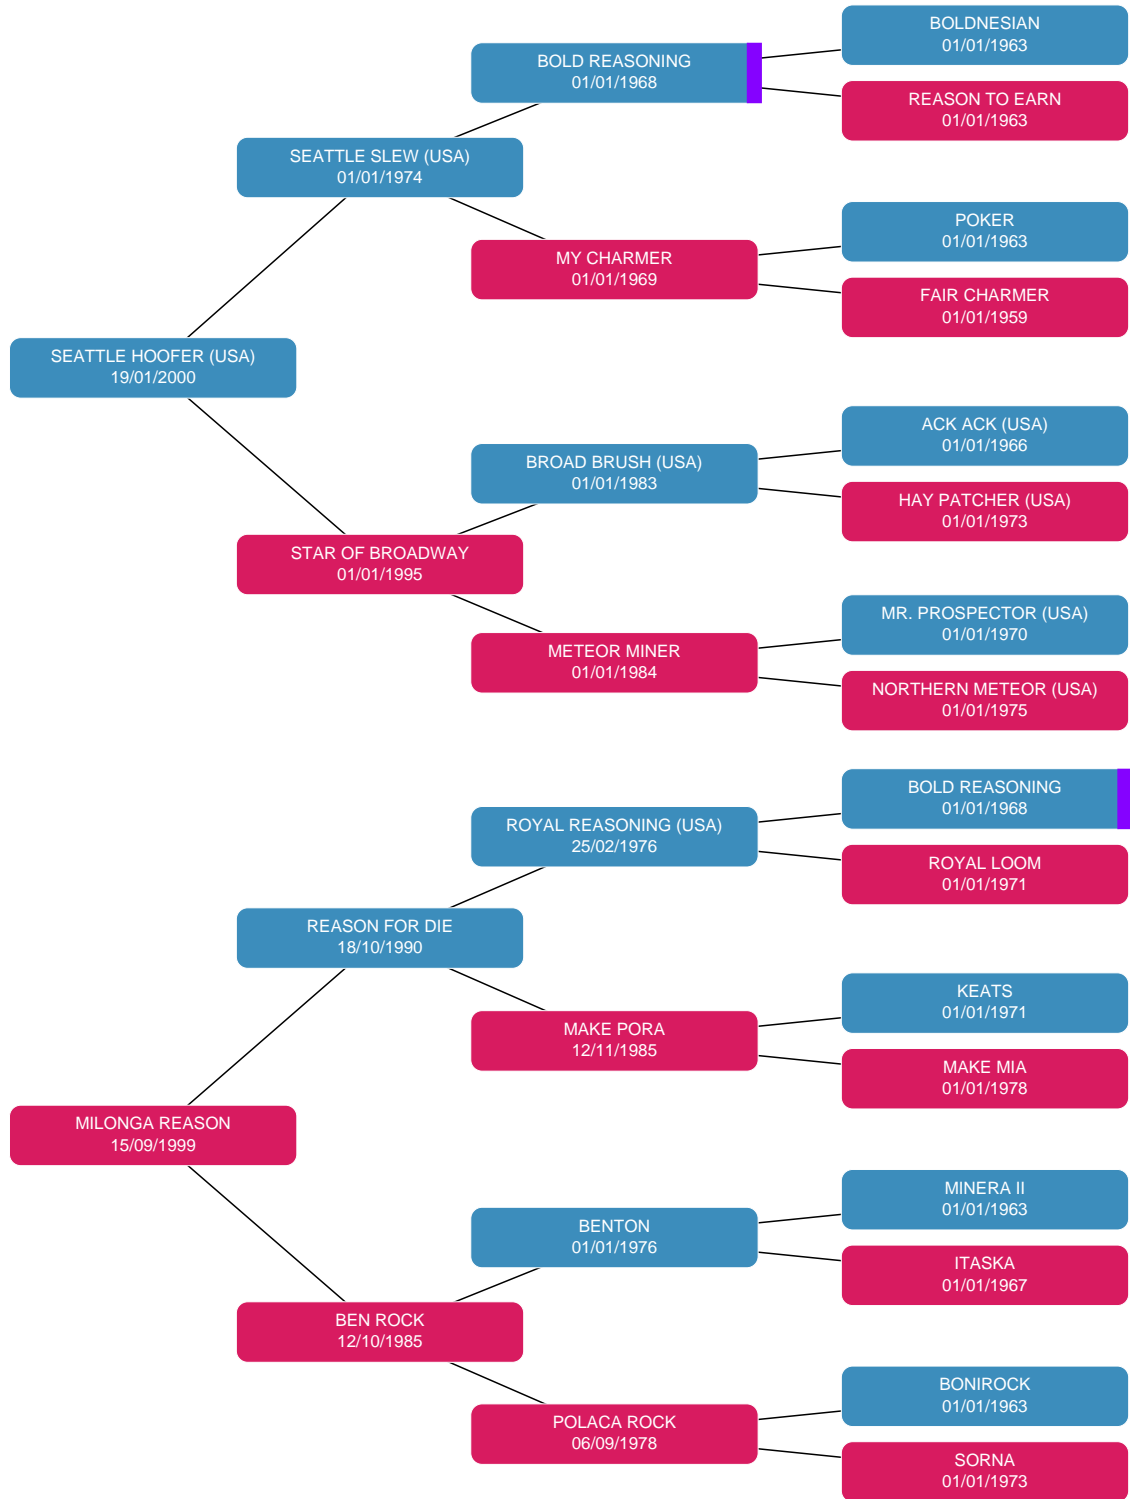 BOLDNESIAN
01/01/1963
BOLD REASONING
01/01/1968
REASON TO EARN
01/01/1963
SEATTLE SLEW (USA)
01/01/1974
POKER
01/01/1963
MY CHARMER
01/01/1969
FAIR CHARMER
01/01/1959
SEATTLE HOOFER (USA)
19/01/2000
ACK ACK (USA)
01/01/1966
BROAD BRUSH (USA)
01/01/1983
HAY PATCHER (USA)
01/01/1973
STAR OF BROADWAY
01/01/1995
MR. PROSPECTOR (USA)
01/01/1970
METEOR MINER
01/01/1984
NORTHERN METEOR (USA)
01/01/1975
BOLD REASONING
01/01/1968
ROYAL REASONING (USA)
25/02/1976
ROYAL LOOM
01/01/1971
REASON FOR DIE
18/10/1990
KEATS
01/01/1971
MAKE PORA
12/11/1985
MAKE MIA
01/01/1978
MILONGA REASON
15/09/1999
MINERA II
01/01/1963
BENTON
01/01/1976
ITASKA
01/01/1967
BEN ROCK
12/10/1985
BONIROCK
01/01/1963
POLACA ROCK
06/09/1978
SORNA
01/01/1973